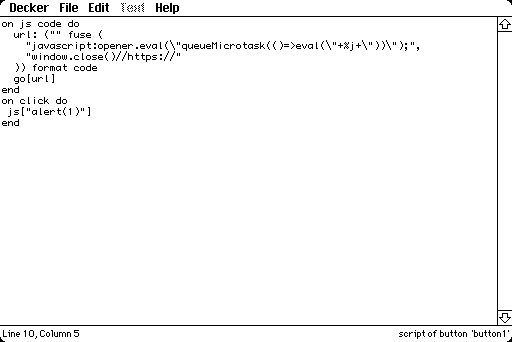 Decker File Edit Text Help
on js code do
  url: ("" fuse (
    "javascript:opener.eval(\"queueMicrotask(()=>eval(\"+%j+\"))\");",
    "window.close()//https://"
  )) format code
  go[url]
end
on click do
 js["alert(1)"]
end
Line 10, Column 5 script of button 'button1'